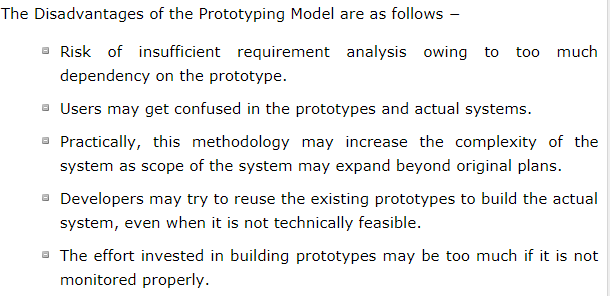 The Disadvantages of the Prototyping Model are as follows −
Risk of insufficient requirement analysis owing to too much
dependency on the prototype.
Users may get confused in the prototypes and actual systems.
Practically, this methodology may increase the complexity of the
system as scope of the system may expand beyond original plans.
Developers may try to reuse the existing prototypes to build the actual
system, even when it is not technically feasible.
The effort invested in building prototypes may be too much if it is not
monitored properly.